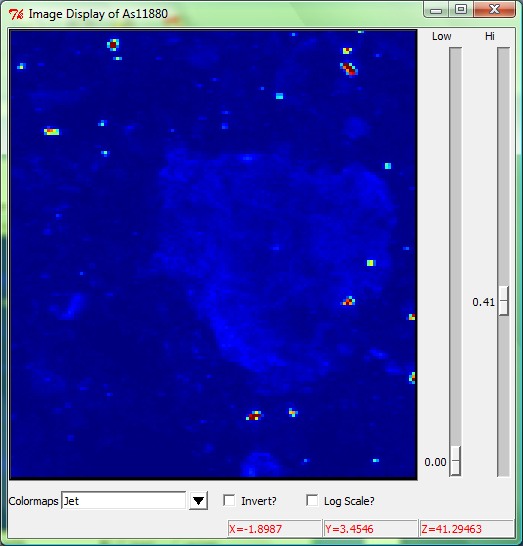 Image Display of As11880
Low Hi
0.41
0.00
Colormaps Jet Invert? Log Scale?
X=-1.8987 Y=3.4546 Z=41.29463